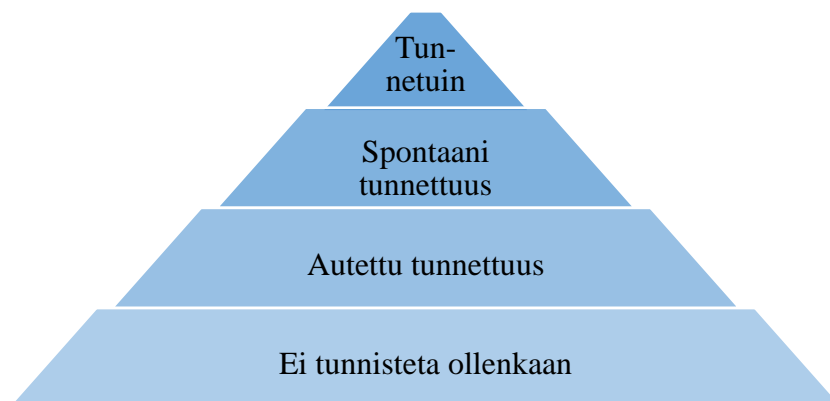 Tun-
netuin
Spontaani
tunnettuus
Autettu tunnettuus
Ei tunnisteta ollenkaan